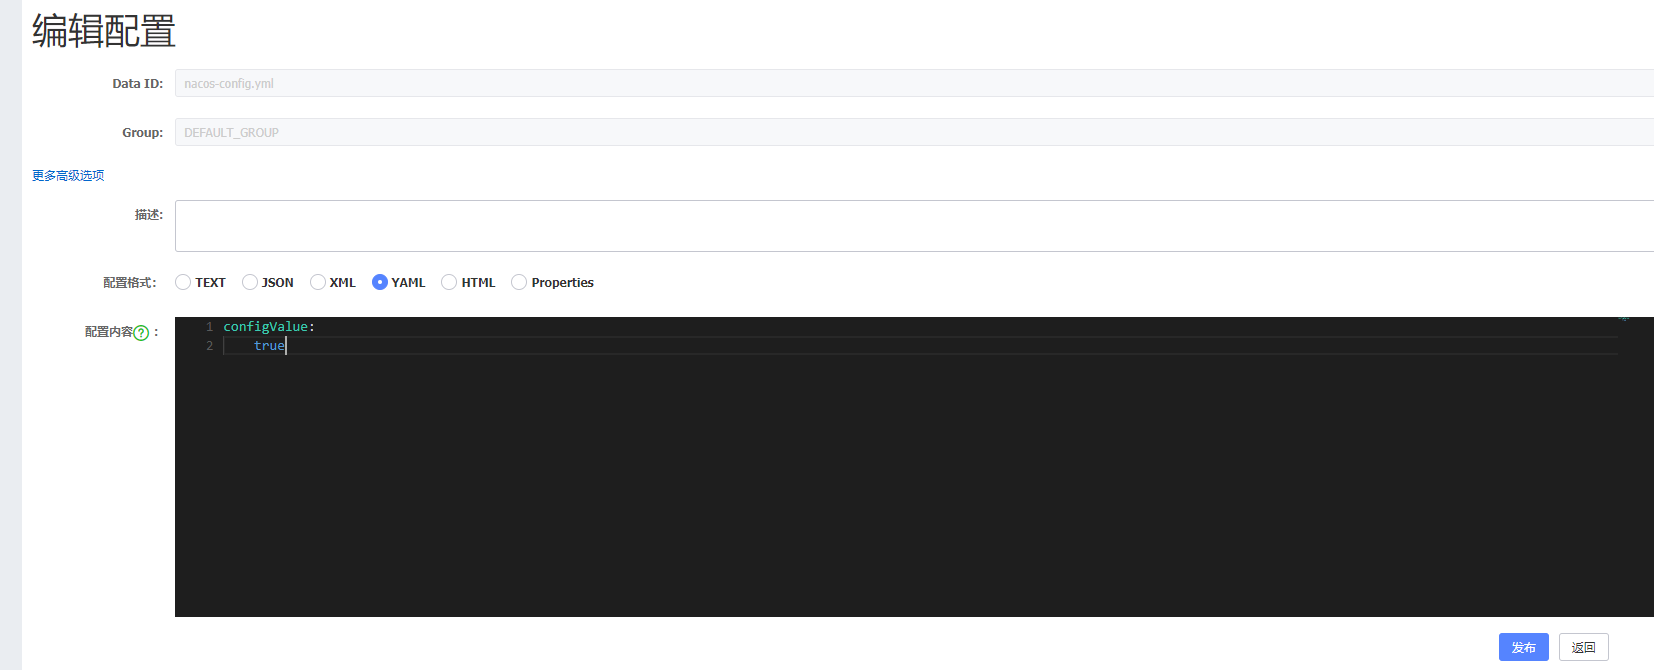 编辑配置
Data ID: nacos-config.yml
Group: DEFAULT_GROUP
更多高级选项
描述:
配置格式: TEXT JSON XML YAML HTML Properties
配置内容? : 1 configValue:
2 true
发布 返回